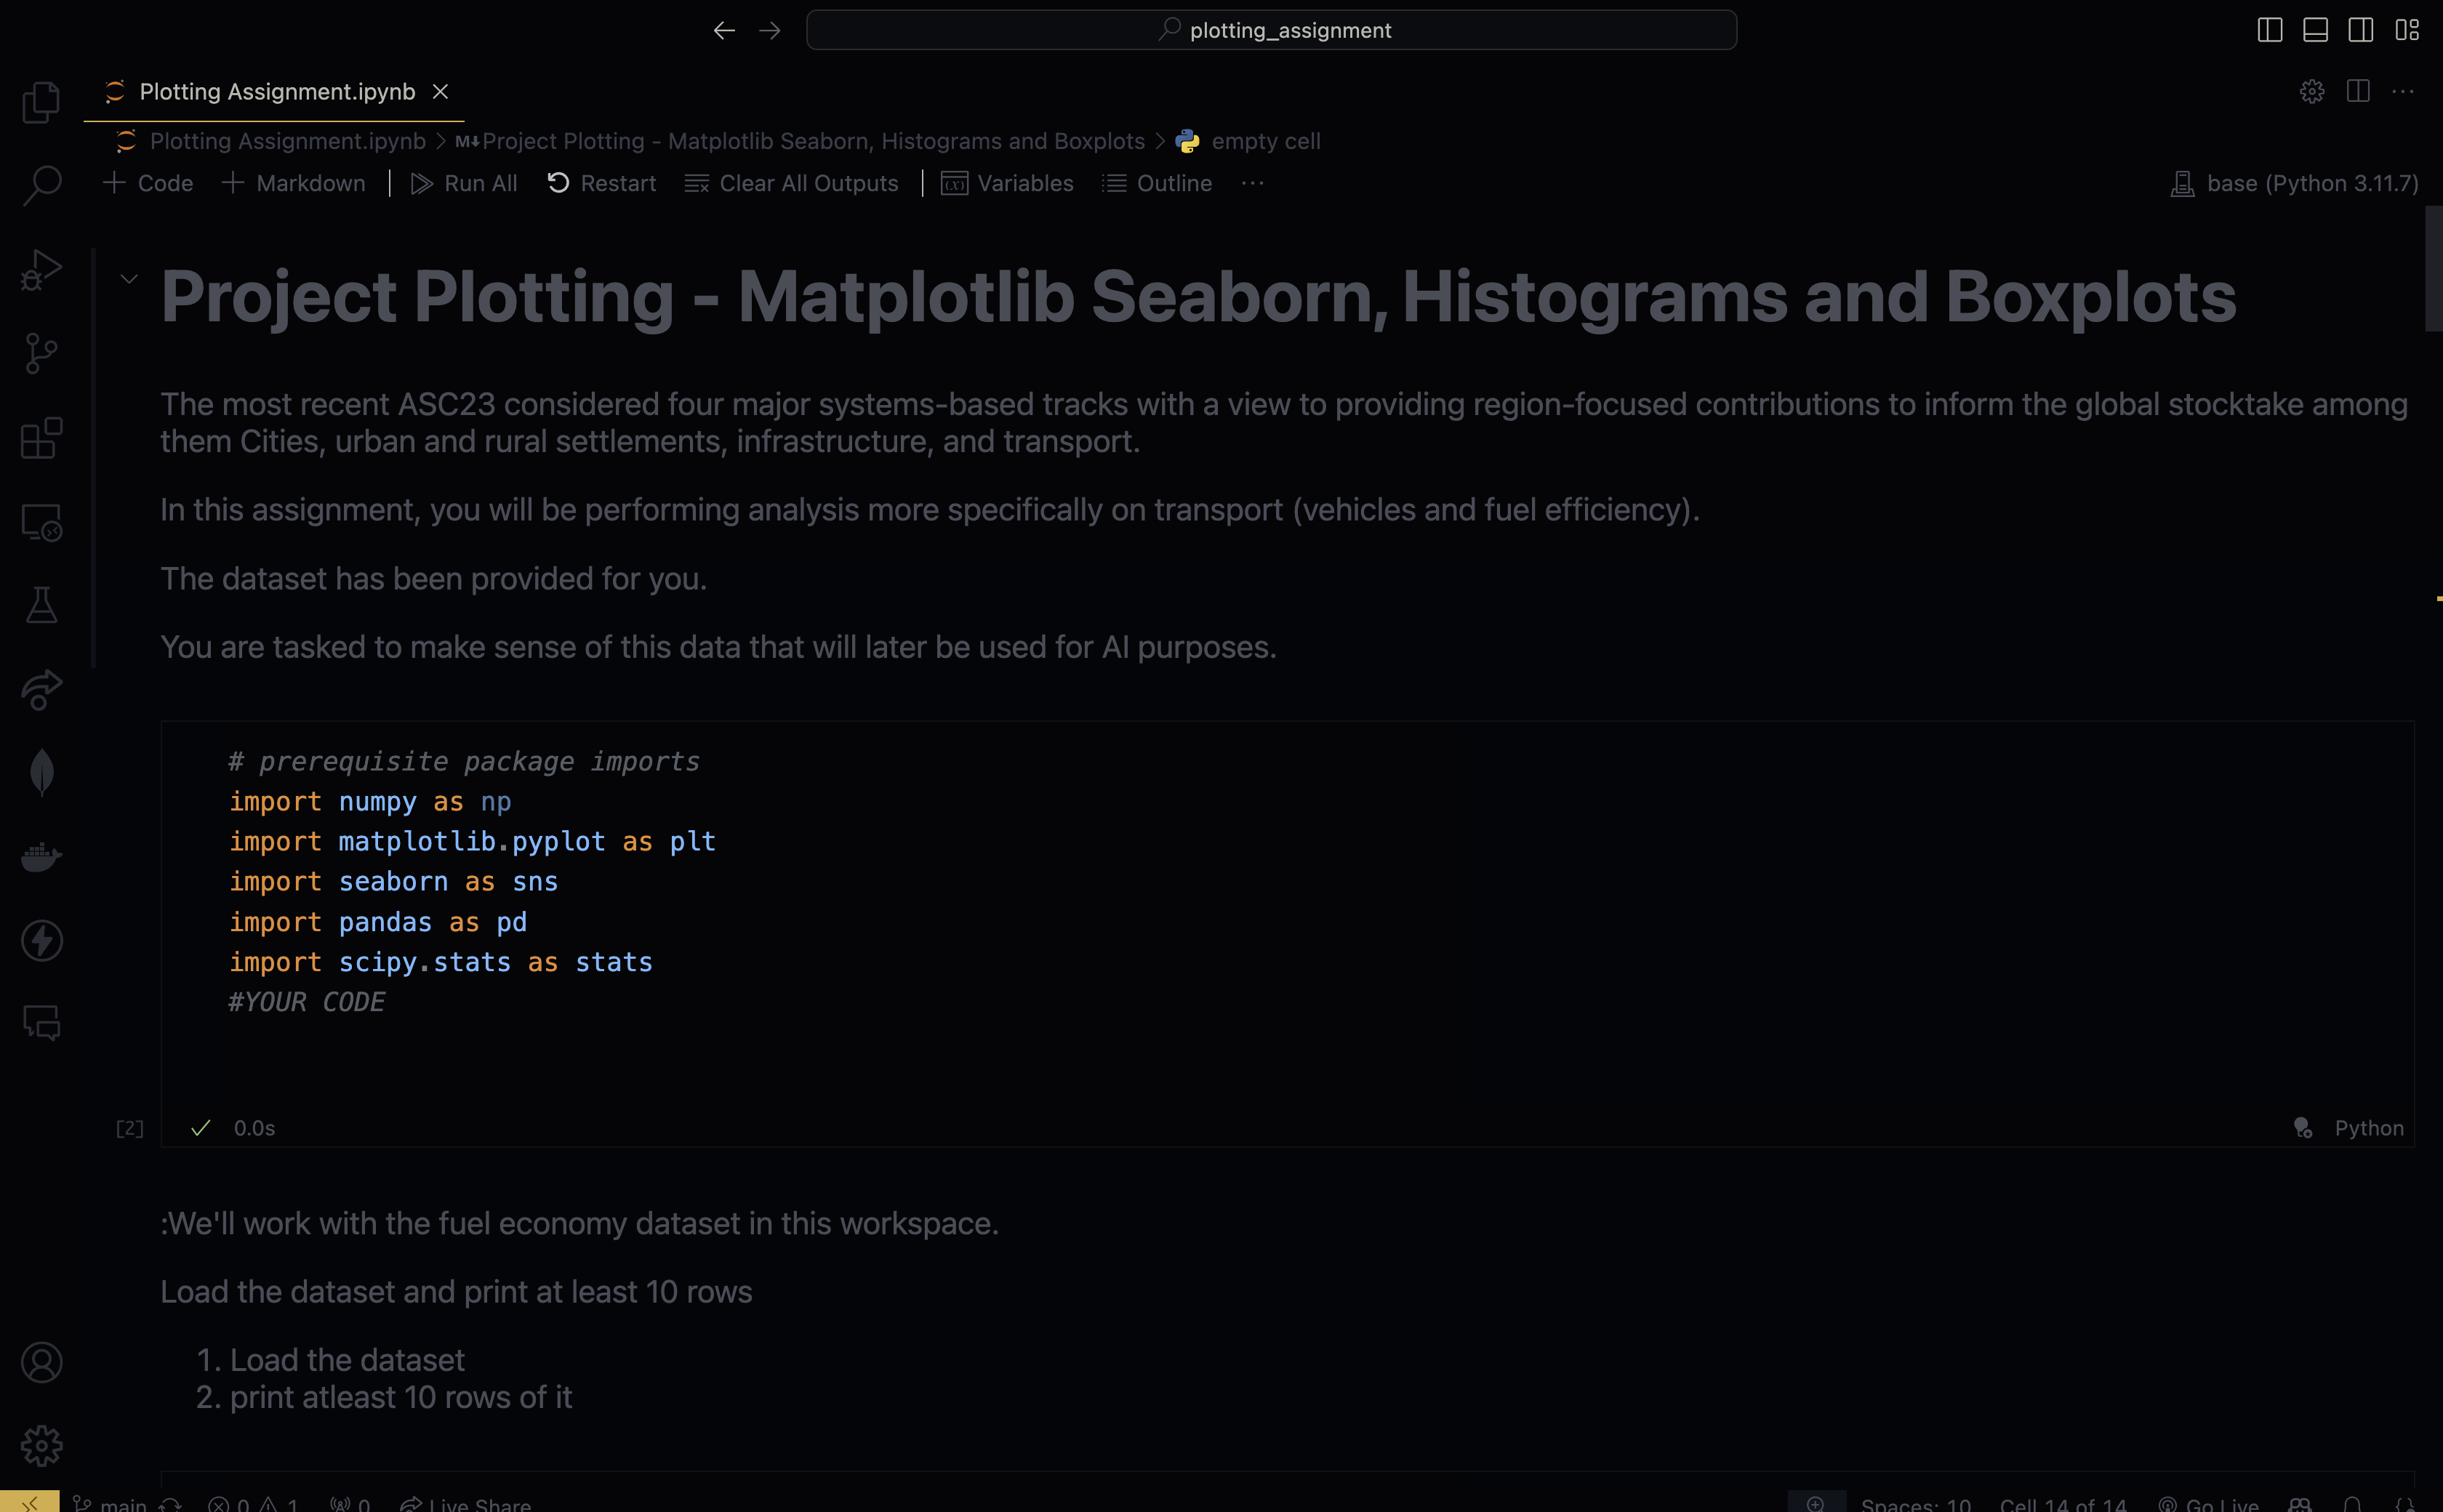 plotting_assignment
Plotting Assignment.ipynb
Plotting Assignment.ipynb > M↓Project Plotting - Matplotlib Seaborn, Histograms and Boxplots > empty cell
+ Code + Markdown | Run All Restart Clear All Outputs | (x) Variables Outline ... base (Python 3.11.7)
Project Plotting - Matplotlib Seaborn, Histograms and Boxplots
The most recent ASC23 considered four major systems-based tracks with a view to providing region-focused contributions to inform the global stocktake among
them Cities, urban and rural settlements, infrastructure, and transport.
In this assignment, you will be performing analysis more specifically on transport (vehicles and fuel efficiency).
The dataset has been provided for you.
You are tasked to make sense of this data that will later be used for AI purposes.
# prerequisite package imports
import numpy as np
import matplotlib.pyplot as plt
import seaborn as sns
import pandas as pd
import scipy.stats as stats
#YOUR CODE
[2] 0.0s Python
:We'll work with the fuel economy dataset in this workspace.
Load the dataset and print at least 10 rows
1. Load the dataset
2. print atleast 10 rows of it
main 0 1 0 Live Share Spaces: 10 Cell 14 of 14 Go Live